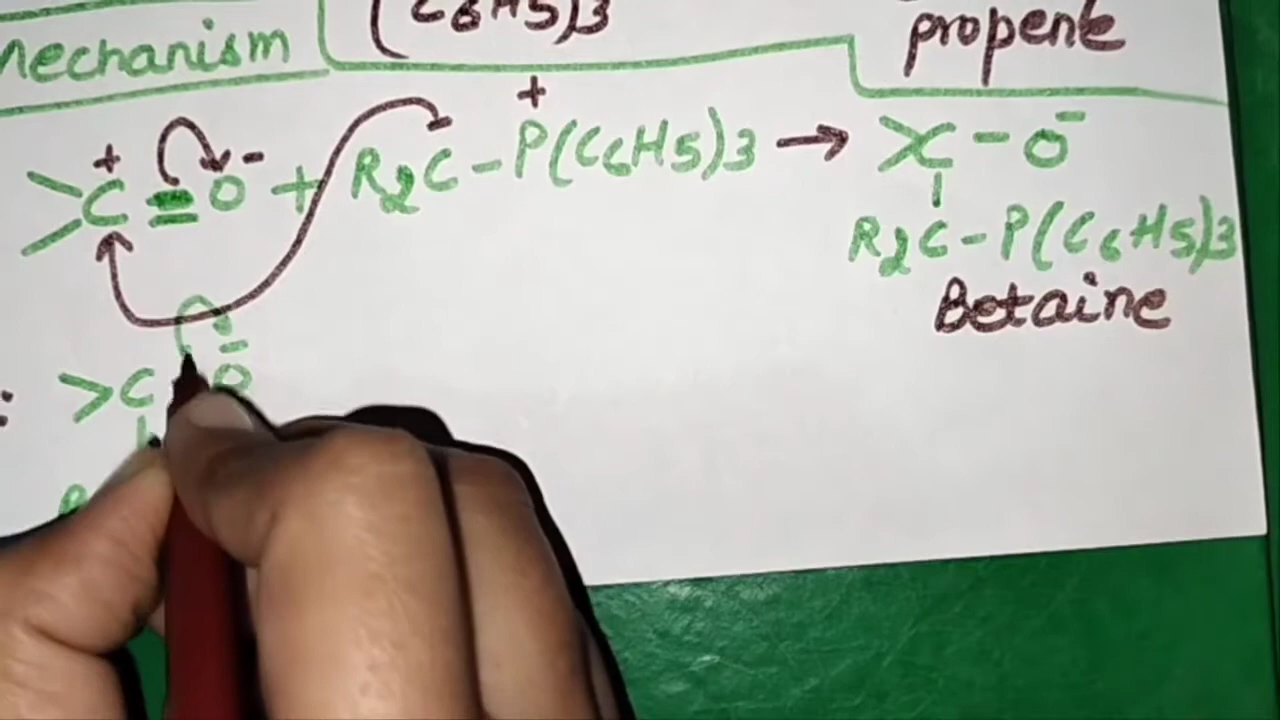 (C6H5)3
propene
Mechanism
>C=O + R2C-P(C6H5)3 → >C-O
+ - - + -
R2C-P(C6H5)3
Betaine
-
>C O
: